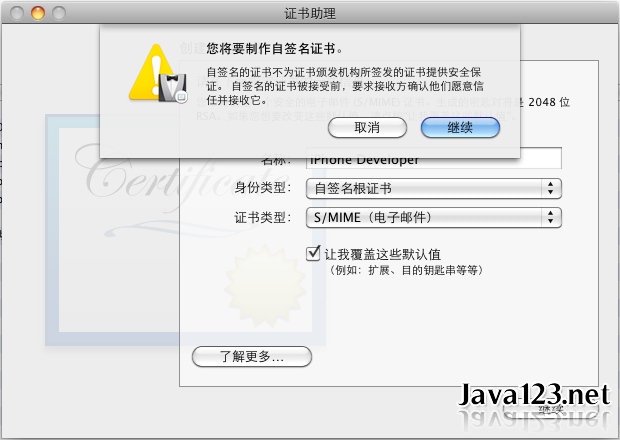 证书助理
您将要制作自签名证书。
自签名的证书不为证书颁发机构所签发的证书提供安全保
证。 自签名的证书被接受前，要求接收方确认他们愿意信
任并接收它。
是 2048 位
RSA。
取消
继续
名称：
iPhone Developer
Certificate
身份类型：
自签名根证书
证书类型：
S/MIME（电子邮件）
让我覆盖这些默认值
（例如：扩展、目的钥匙串等等）
了解更多...
Java123.net
继续